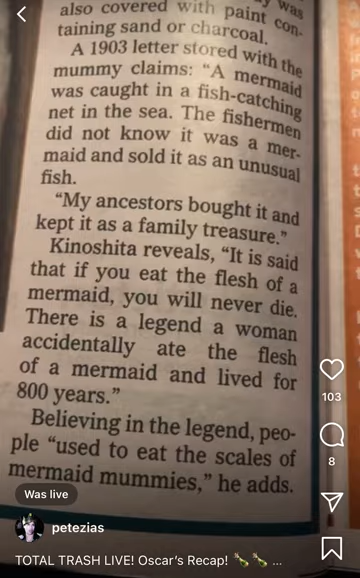 also covered with paint con-
taining sand or charcoal.
A 1903 letter stored with the
mummy claims: “A mermaid
was caught in a fish-catching
net in the sea. The fishermen
did not know it was a mer-
maid and sold it as an unusual
fish.
“My ancestors bought it and
kept it as a family treasure.”
Kinoshita reveals, “It is said
that if you eat the flesh of a
mermaid, you will never die.
There is a legend a woman
accidentally ate the flesh
of a mermaid and lived for
800 years.”
Believing in the legend, peo-
ple “used to eat the scales of
mermaid mummies,” he adds.
103
8
Was live
petezias
TOTAL TRASH LIVE! Oscar’s Recap! 🍾 🍾 ...